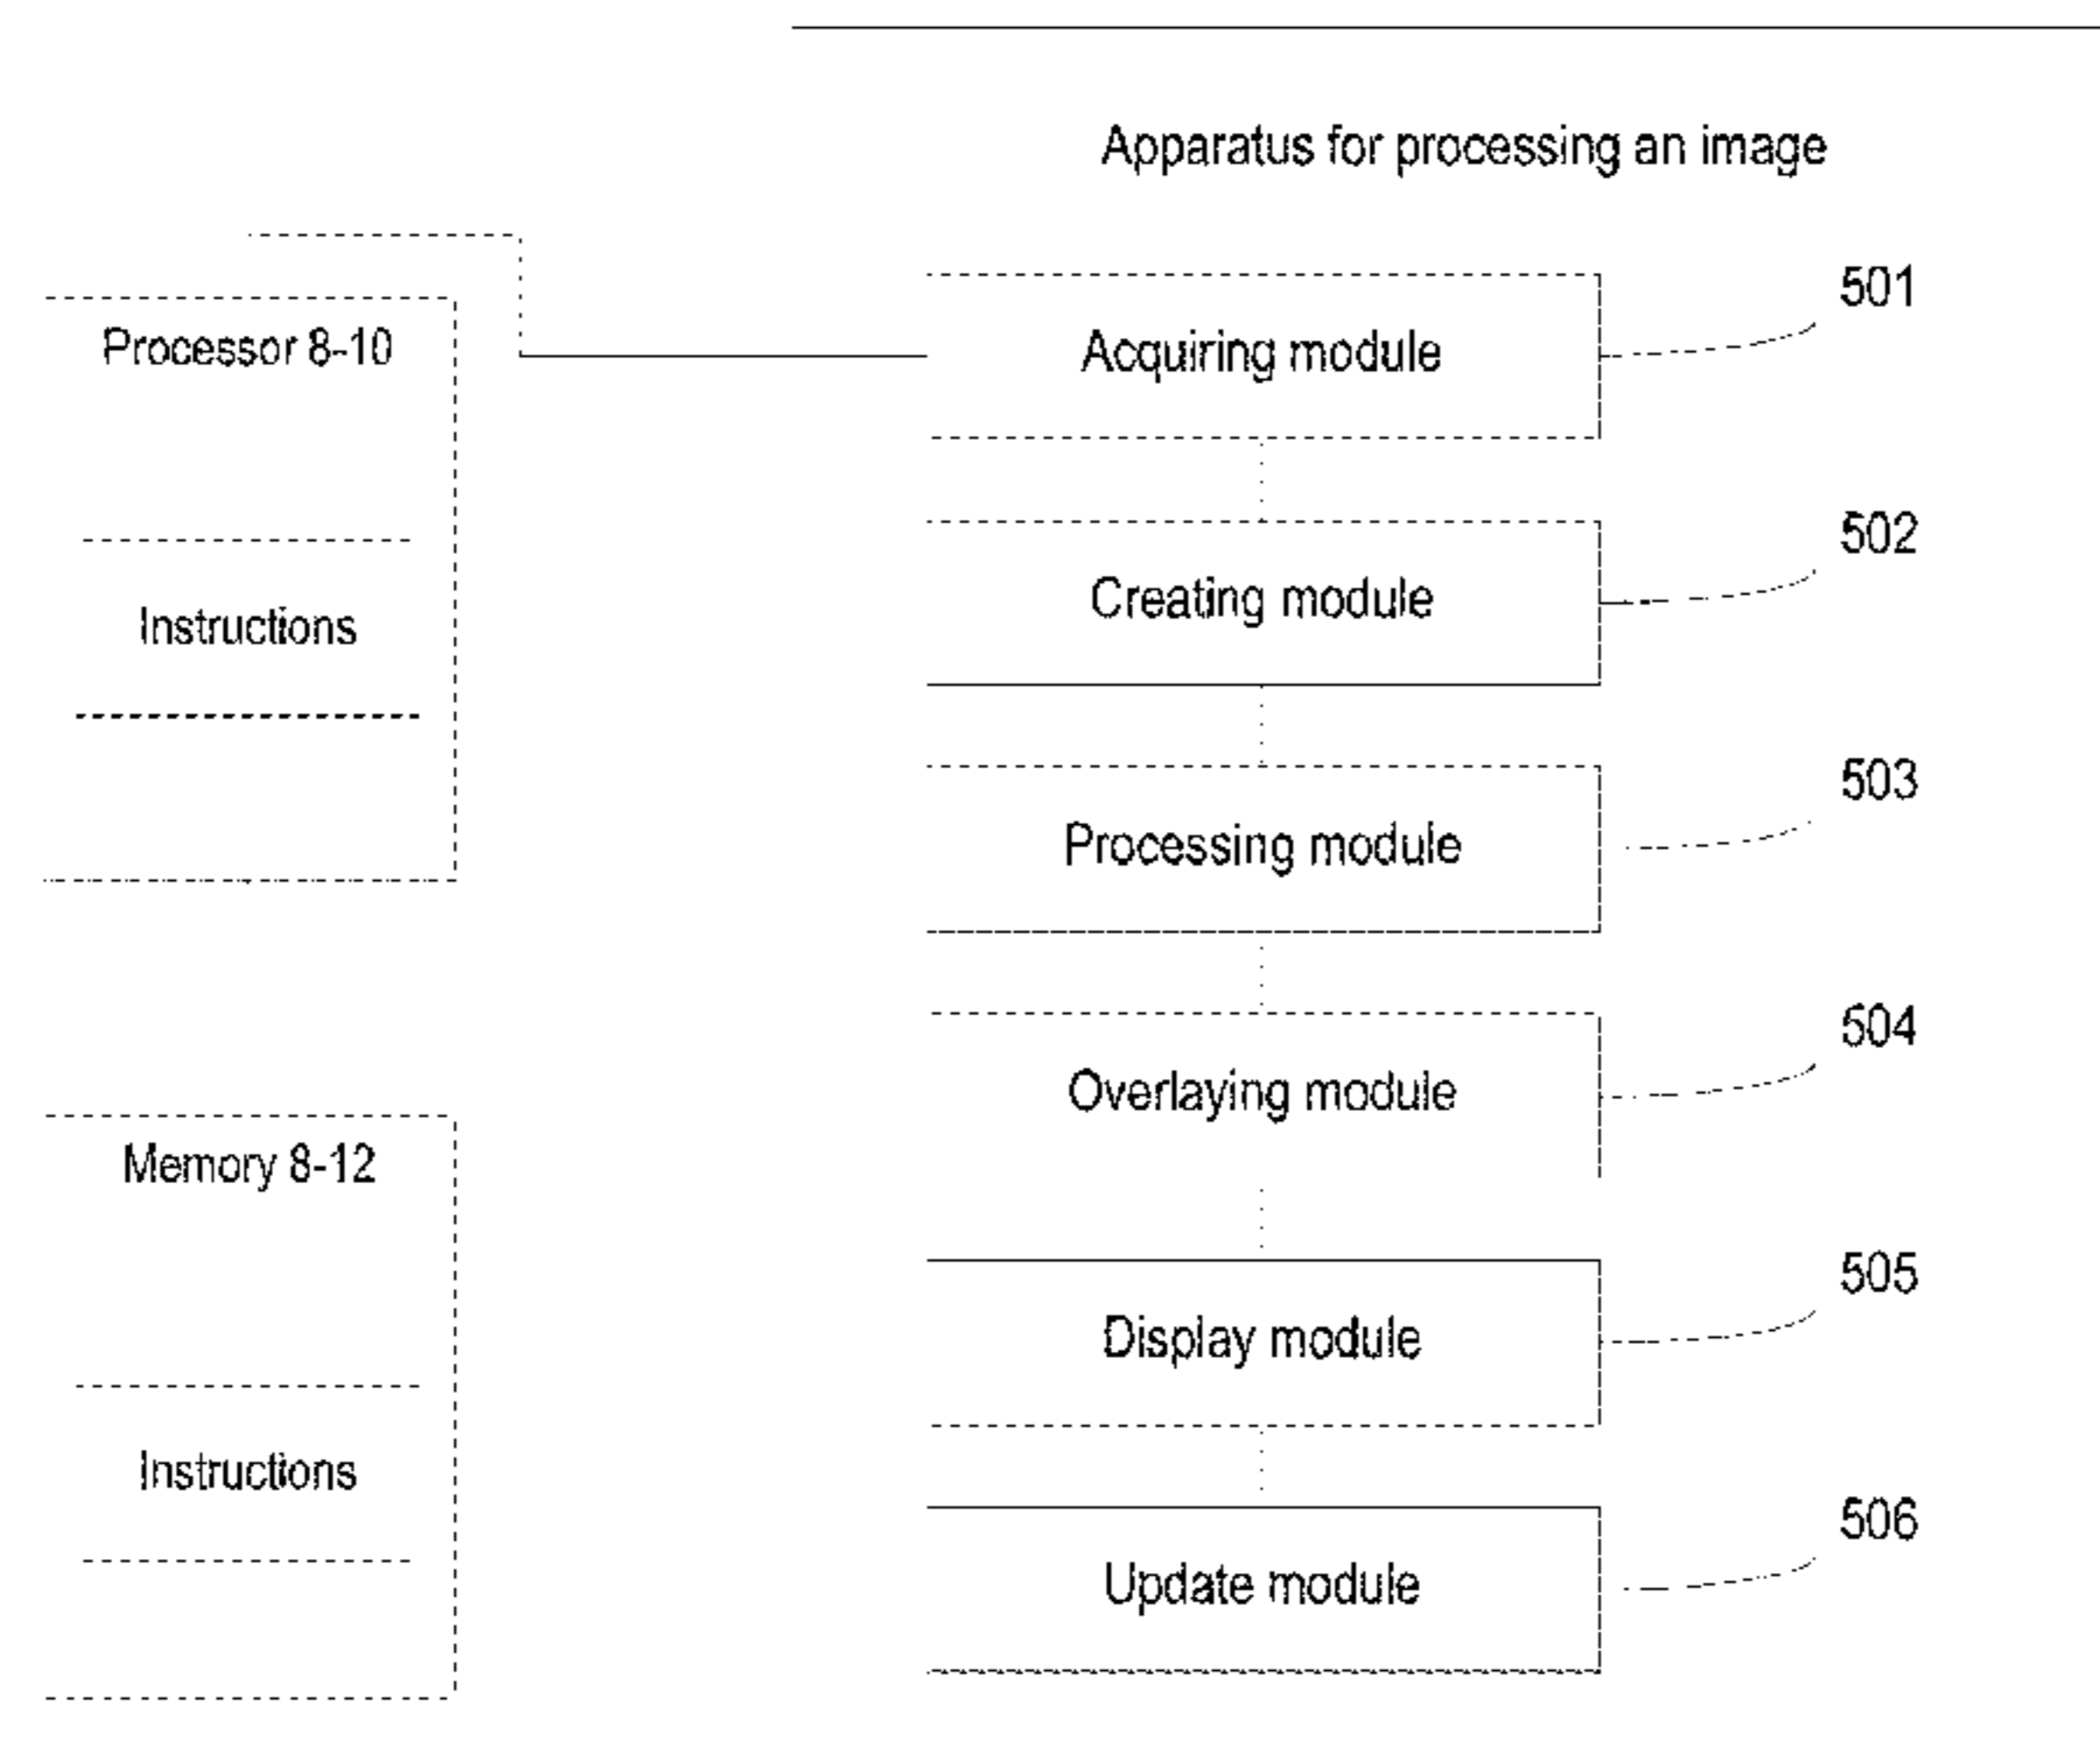 Apparatus for processing an image
Processor 8-10
Instructions
Memory 8-12
Instructions
Acquiring module
501
Creating module
502
Processing module
503
Overlaying module
504
Display module
505
Update module
506